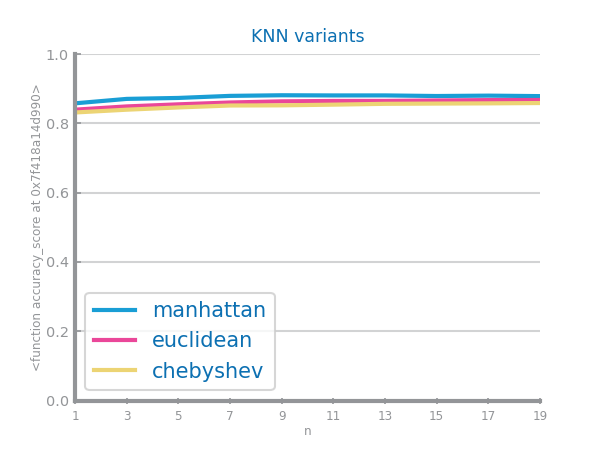 KNN variants
<function accuracy_score at 0x7f418a14d990>
1.0
0.8
0.6
0.4
0.2
0.0
manhattan
euclidean
chebyshev
1 3 5 7 9 11 13 15 17 19
n